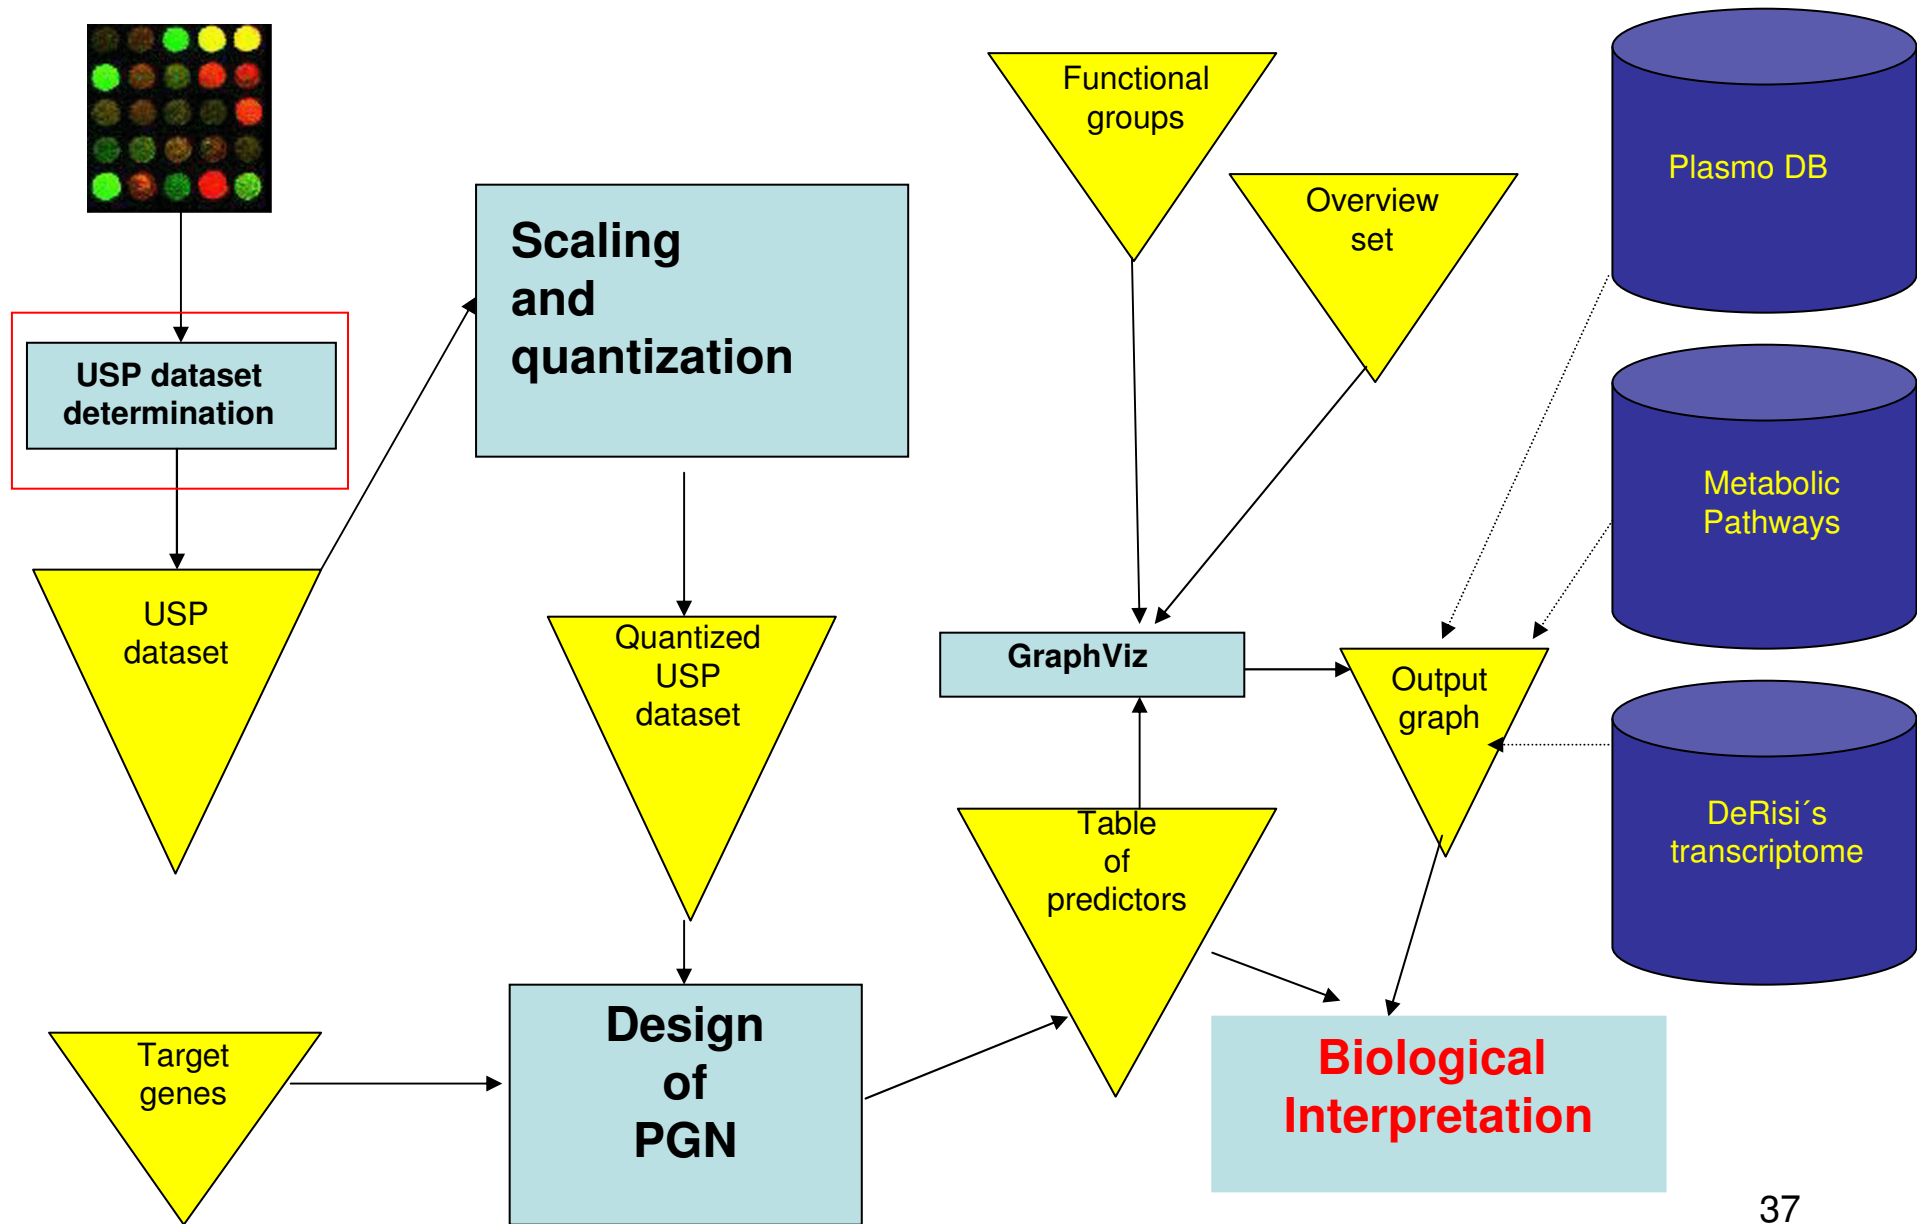 USP dataset
determination
USP
dataset
Scaling
and
quantization
Quantized
USP
dataset
Target
genes
Design
of
PGN
Functional
groups
Overview
set
GraphViz
Table
of
predictors
Output
graph
Plasmo DB
Metabolic
Pathways
DeRisi´s
transcriptome
Biological
Interpretation
37